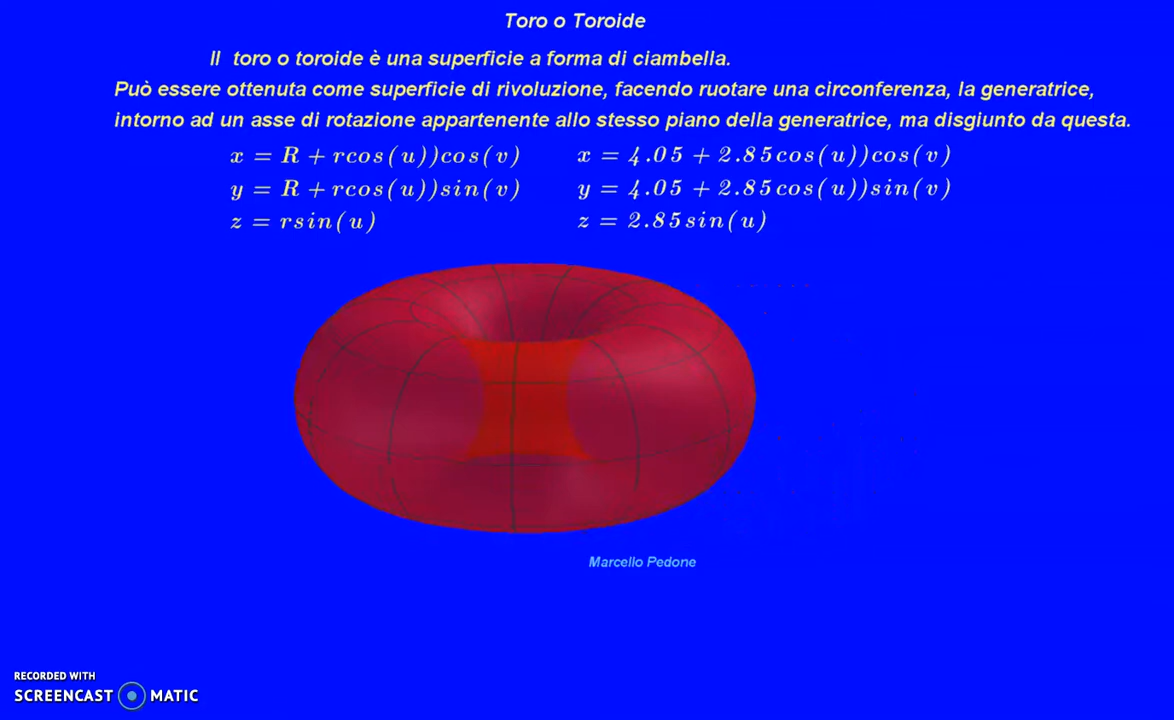 Toro o Toroide
Il toro o toroide è una superficie a forma di ciambella.
Può essere ottenuta come superficie di rivoluzione, facendo ruotare una circonferenza, la generatrice,
intorno ad un asse di rotazione appartenente allo stesso piano della generatrice, ma disgiunto da questa.
x = R + rcos(u))cos(v) x = 4.05 + 2.85cos(u))cos(v)
y = R + rcos(u))sin(v) y = 4.05 + 2.85cos(u))sin(v)
z = rsin(u) z = 2.85sin(u)
Marcello Pedone
RECORDED WITH
SCREENCAST MATIC